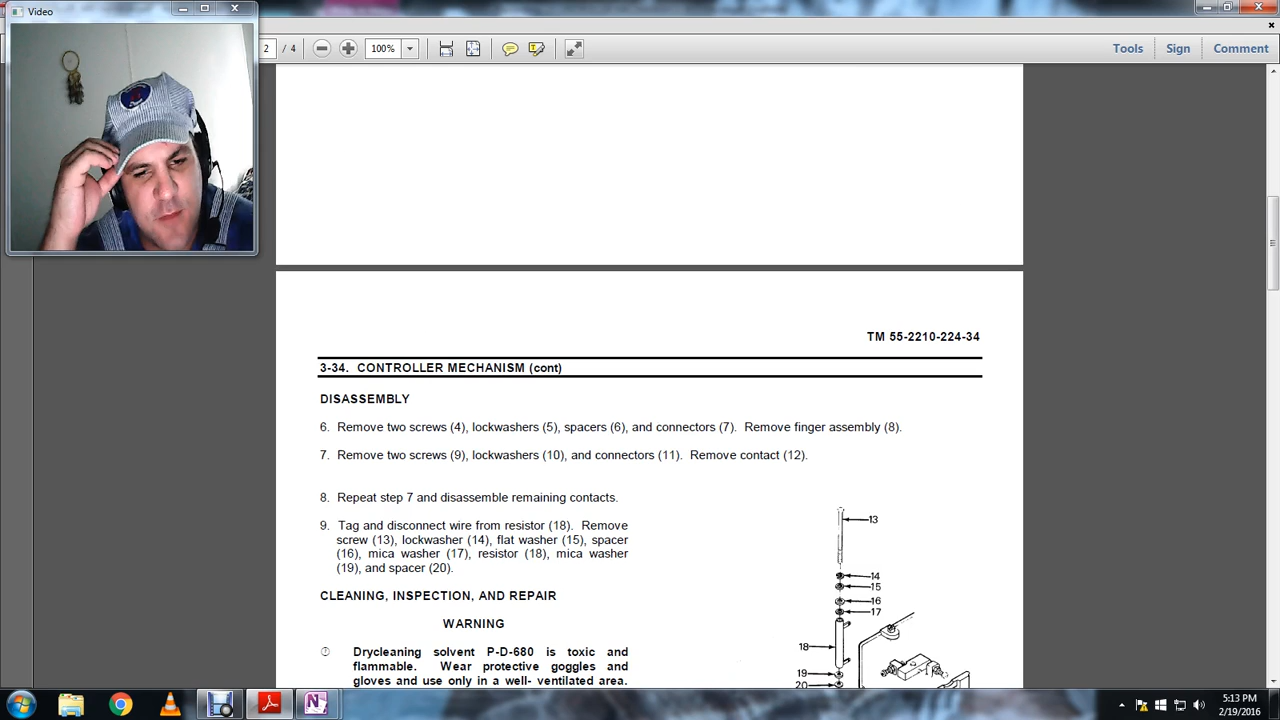 Video
2 / 4
100%
Tools
Sign
Comment
TM 55-2210-224-34
3-34. CONTROLLER MECHANISM (cont)
DISASSEMBLY
6. Remove two screws (4), lockwashers (5), spacers (6), and connectors (7). Remove finger assembly (8).
7. Remove two screws (9), lockwashers (10), and connectors (11). Remove contact (12).
8. Repeat step 7 and disassemble remaining contacts.
9. Tag and disconnect wire from resistor (18). Remove
screw (13), lockwasher (14), flat washer (15), spacer
(16), mica washer (17), resistor (18), mica washer
(19), and spacer (20).
CLEANING, INSPECTION, AND REPAIR
WARNING
Drycleaning solvent P-D-680 is toxic and
flammable. Wear protective goggles and
gloves and use only in a well- ventilated area.
13
14
15
16
17
18
19
20
5:13 PM
2/19/2016